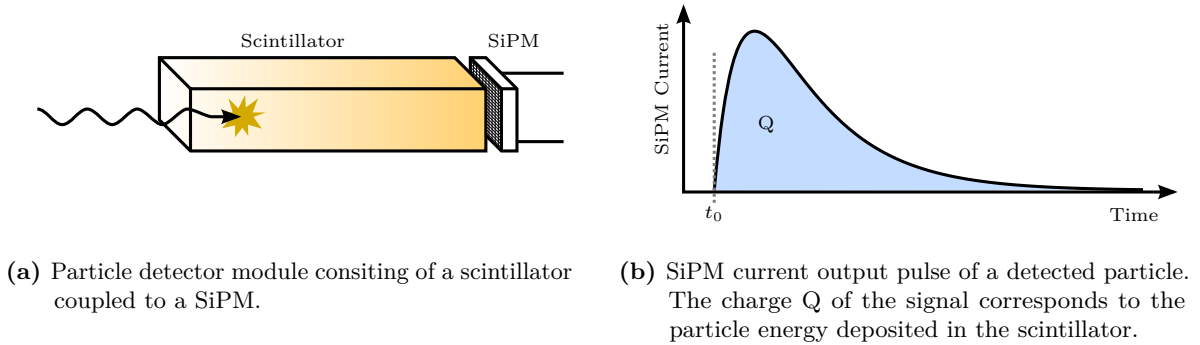 Scintillator
SiPM
SiPM Current
Q
t₀
Time
(a) Particle detector module consiting of a scintillator
coupled to a SiPM.
(b) SiPM current output pulse of a detected particle.
The charge Q of the signal corresponds to the
particle energy deposited in the scintillator.